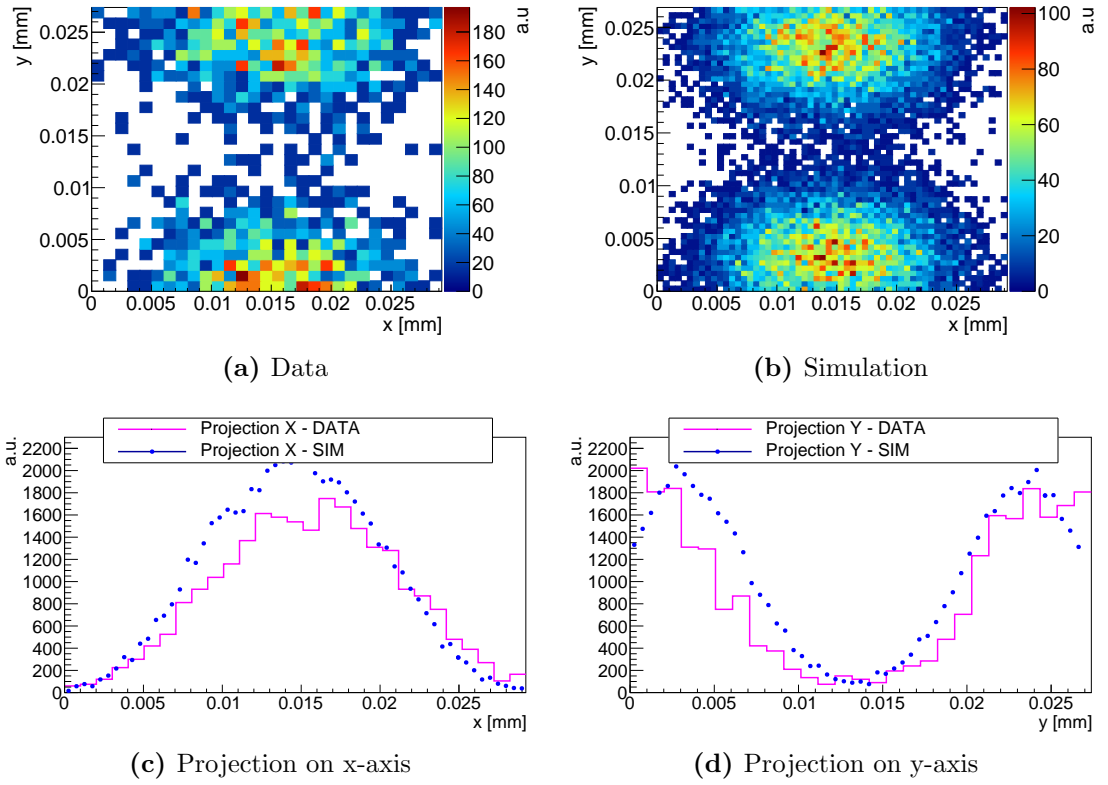 y [mm]
0.025
0.02
0.015
0.01
0.005
0
0 0.005 0.01 0.015 0.02 0.025
x [mm]
180
160
140
120
100
80
60
40
20
0
a.u
(a) Data
y [mm]
0.025
0.02
0.015
0.01
0.005
0
0 0.005 0.01 0.015 0.02 0.025
x [mm]
100
80
60
40
20
0
a.u
(b) Simulation
Projection X - DATA
Projection X - SIM
a.u.
2200
2000
1800
1600
1400
1200
1000
800
600
400
200
0
0 0.005 0.01 0.015 0.02 0.025
x [mm]
(c) Projection on x-axis
Projection Y - DATA
Projection Y - SIM
a.u.
2200
2000
1800
1600
1400
1200
1000
800
600
400
200
0
0 0.005 0.01 0.015 0.02 0.025
y [mm]
(d) Projection on y-axis